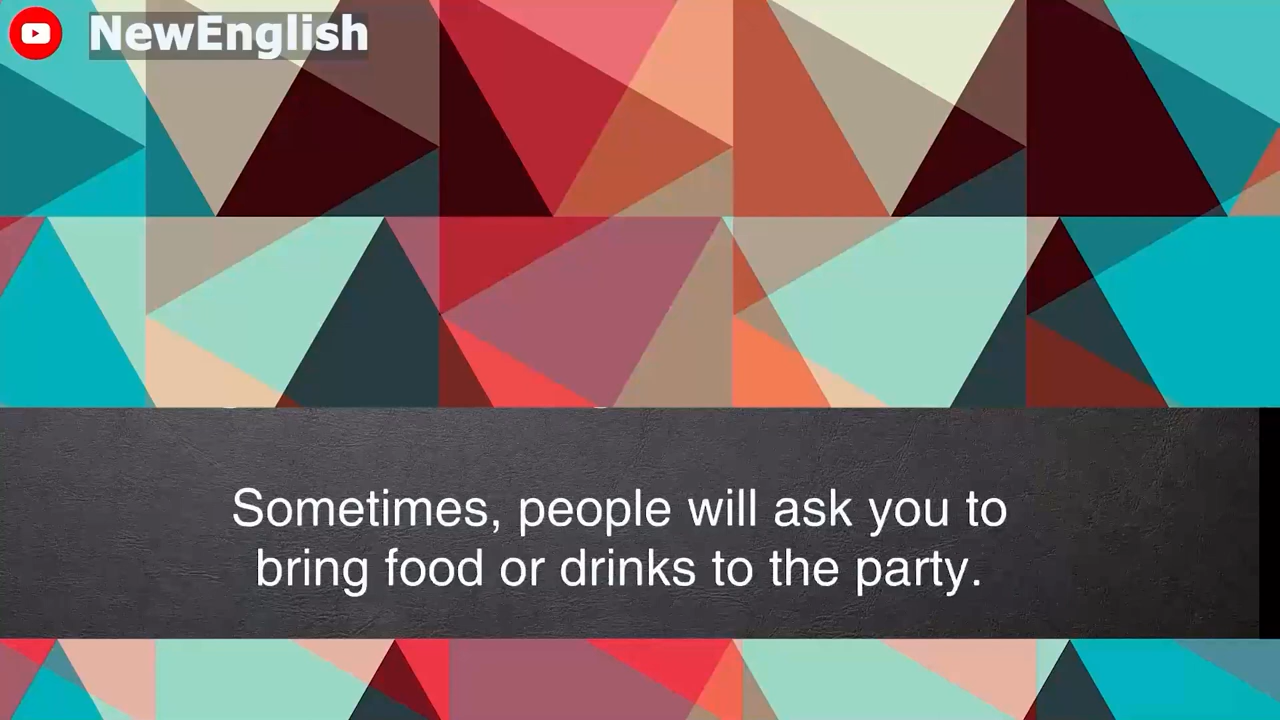 NewEnglish
Sometimes, people will ask you to
bring food or drinks to the party.